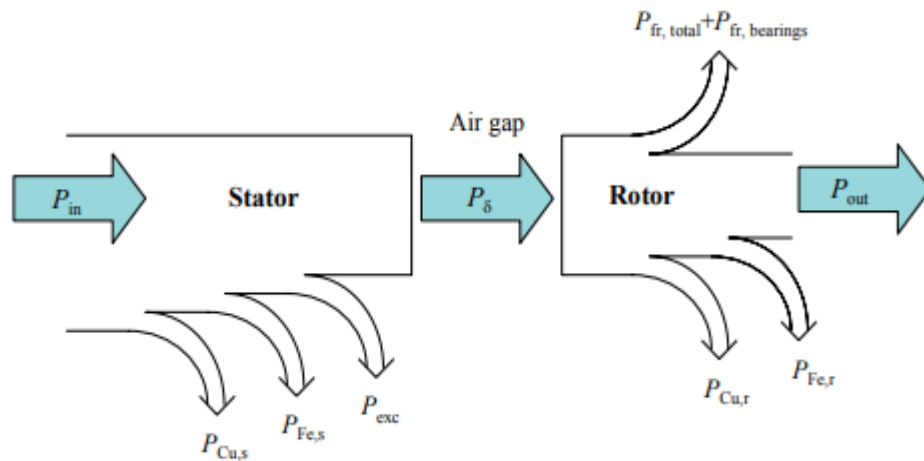 P_fr, total+P_fr, bearings
Air gap
P_in
Stator
P_δ
Rotor
P_out
P_Cu,s
P_Fe,s
P_exc
P_Cu,r
P_Fe,r